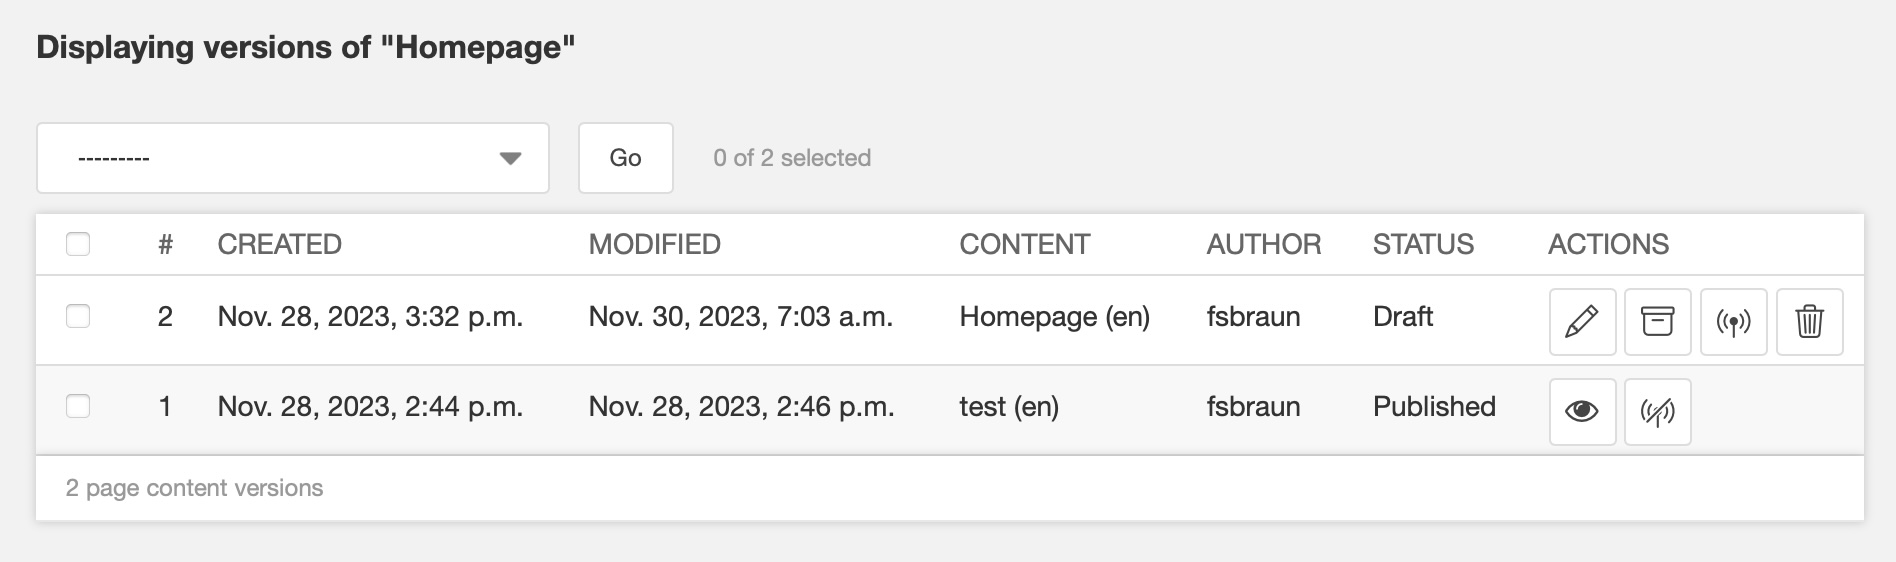 Displaying versions of "Homepage"
---------
Go
0 of 2 selected
# CREATED MODIFIED CONTENT AUTHOR STATUS ACTIONS
2 Nov. 28, 2023, 3:32 p.m. Nov. 30, 2023, 7:03 a.m. Homepage (en) fsbraun Draft
1 Nov. 28, 2023, 2:44 p.m. Nov. 28, 2023, 2:46 p.m. test (en) fsbraun Published
2 page content versions